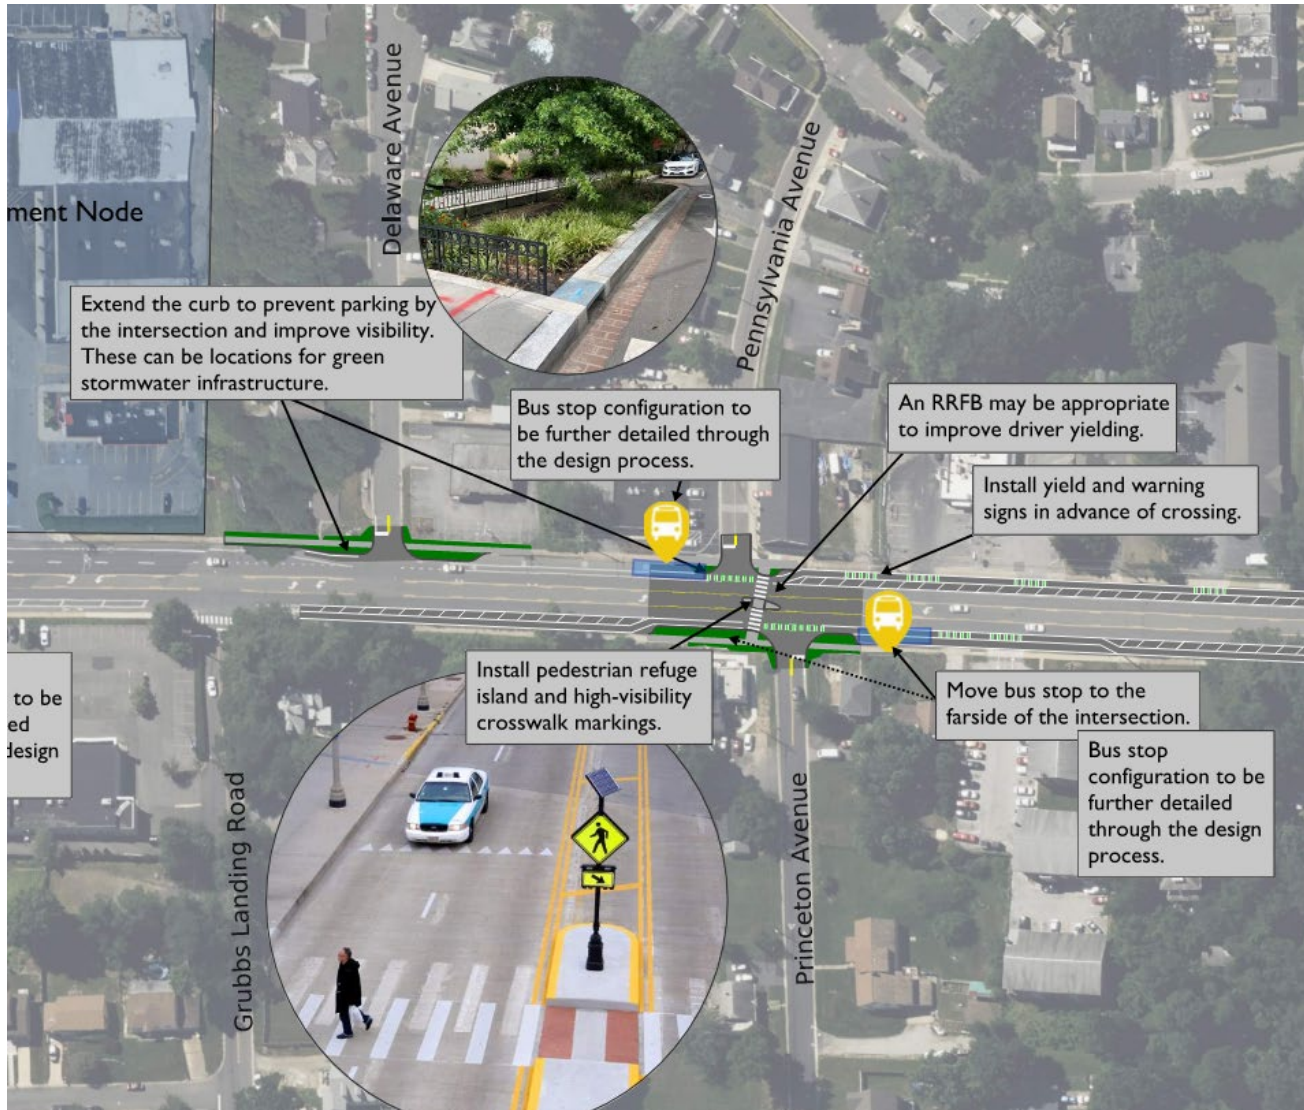 Delaware Avenue
Pennsylvania Avenue
ment Node
Extend the curb to prevent parking by
the intersection and improve visibility.
These can be locations for green
stormwater infrastructure.
Bus stop configuration to
be further detailed through
the design process.
An RRFB may be appropriate
to improve driver yielding.
Install yield and warning
signs in advance of crossing.
Install pedestrian refuge
island and high-visibility
crosswalk markings.
Move bus stop to the
farside of the intersection.
to be
ed
design
Bus stop
configuration to be
further detailed
through the design
process.
Grubbs Landing Road
Princeton Avenue